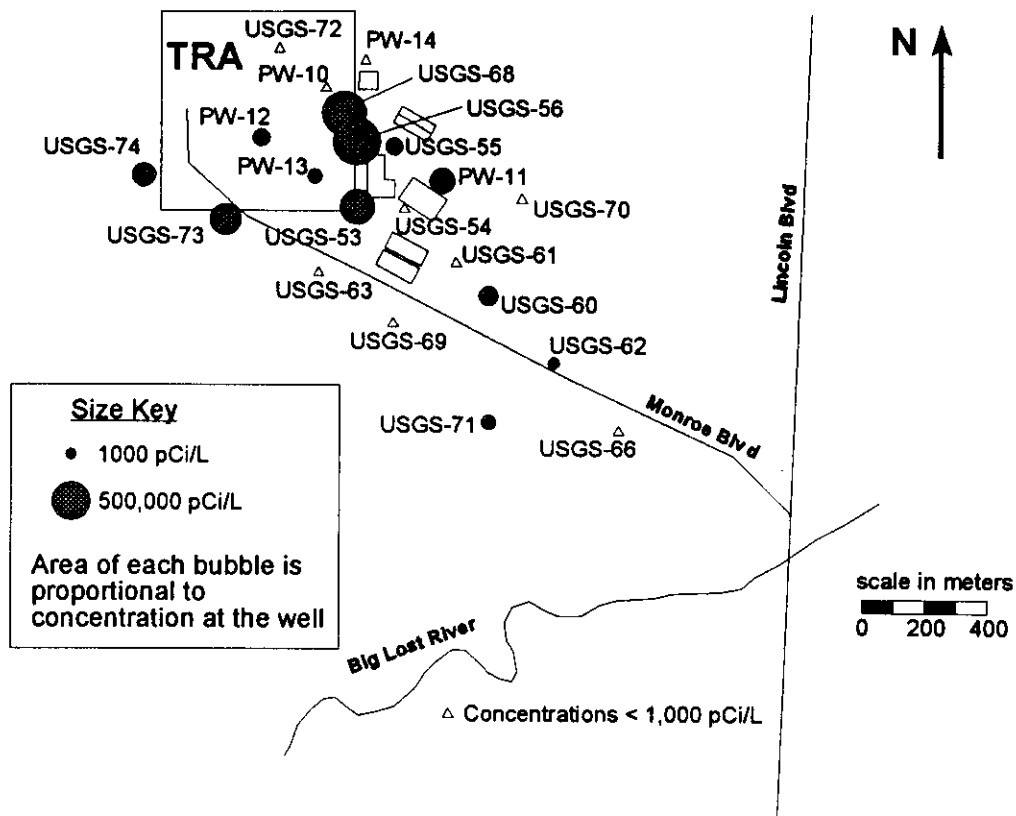 USGS-72
PW-14
N
TRA
PW-10
USGS-68
USGS-56
PW-12
USGS-74
USGS-55
PW-13
PW-11
USGS-70
USGS-73
USGS-53
USGS-54
Lincoln Blvd
USGS-61
USGS-63
USGS-60
USGS-69
USGS-62
Monroe Blvd
USGS-71
USGS-66
Size Key
1000 pCi/L
500,000 pCi/L
Area of each bubble is
proportional to
concentration at the well
scale in meters
0 200 400
Big Lost River
Concentrations < 1,000 pCi/L